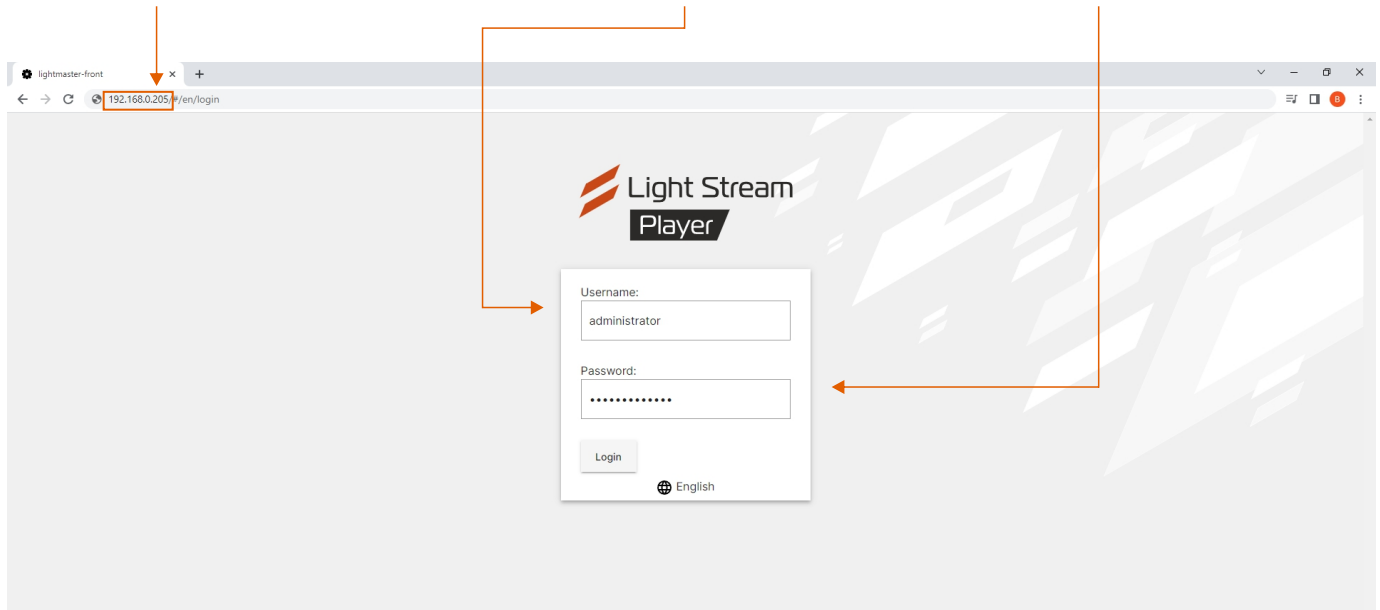 lightmaster-front
192.168.0.205/#/en/login
B
Light Stream
Player
Username:
administrator
Password:
•••••••••••••
Login
English